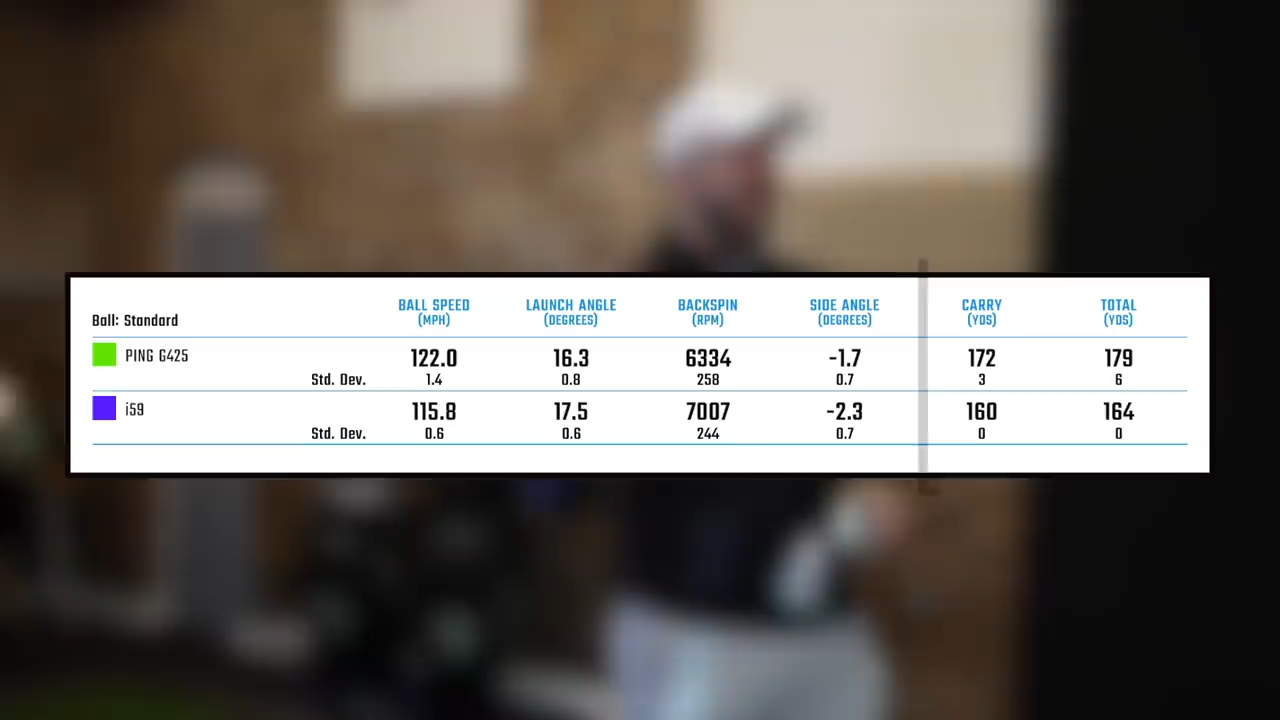 Ball: Standard BALL SPEED (MPH) LAUNCH ANGLE (DEGREES) BACKSPIN (RPM) SIDE ANGLE (DEGREES) CARRY (YDS) TOTAL (YDS)
PING G425 122.0 16.3 6334 -1.7 172 179
Std. Dev. 1.4 0.8 258 0.7 3 6
i59 115.8 17.5 7007 -2.3 160 164
Std. Dev. 0.6 0.6 244 0.7 0 0